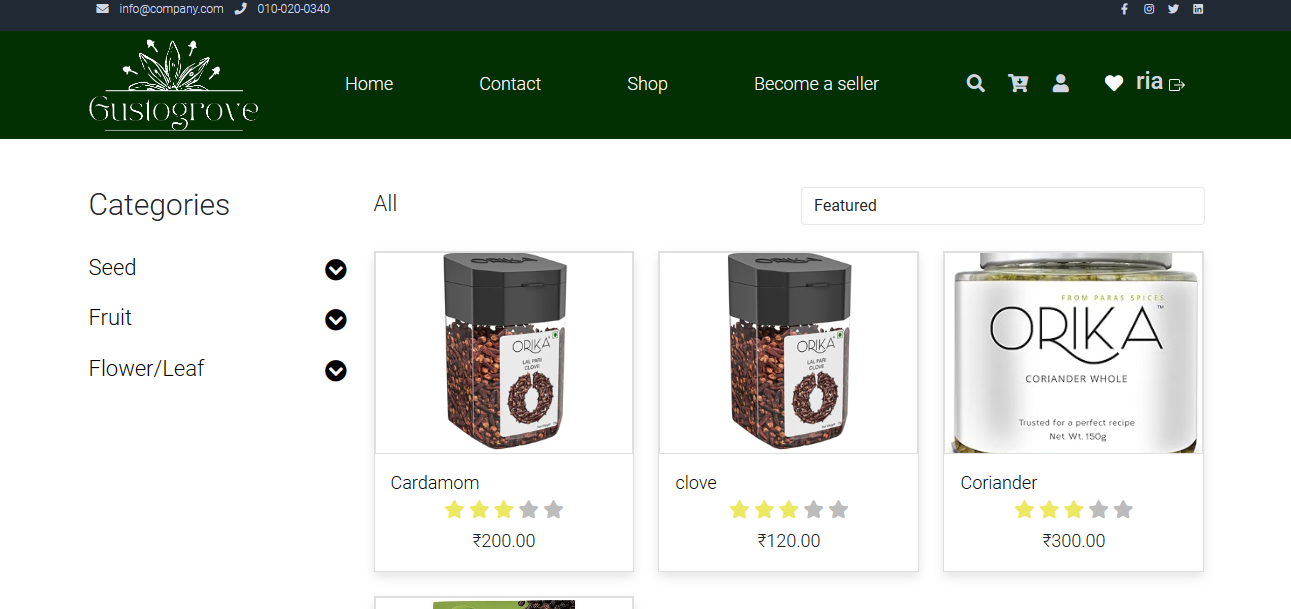 info@company.com 010-020-0340
Gustogrove
Home Contact Shop Become a seller ria
Categories
All
Featured
Seed
Fruit
Flower/Leaf
ORIKA
LAL PARI
CLOVE
ORIKA
LAL PARI
CLOVE
FROM PARAS SPICES
ORIKA™
CORIANDER WHOLE
Trusted for a perfect recipe
Net Wt. 150g
Cardamom
₹200.00
clove
₹120.00
Coriander
₹300.00